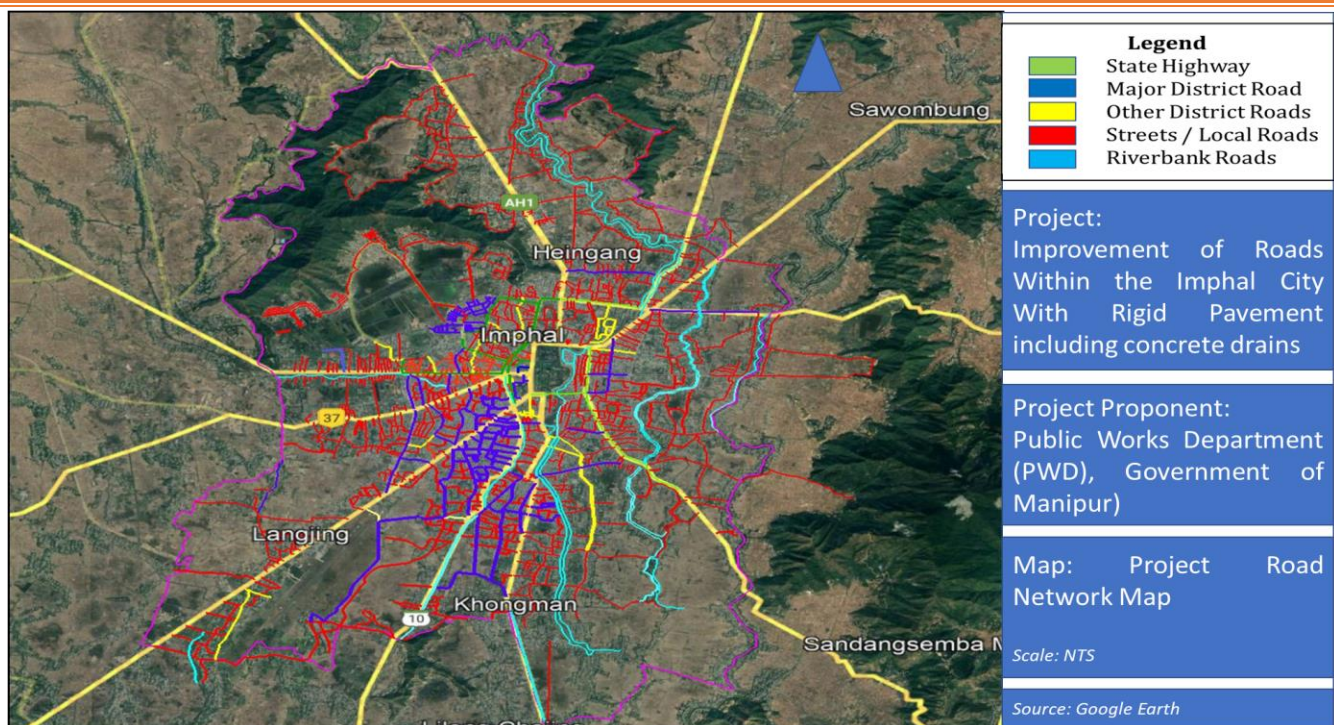 Sawombung
AH1
Heingang
Imphal
37
Langjing
Khongman
10
Sandangsemba M
Legend
State Highway
Major District Road
Other District Roads
Streets / Local Roads
Riverbank Roads
Project:
Improvement of Roads
Within the Imphal City
With Rigid Pavement
including concrete drains
Project Proponent:
Public Works Department
(PWD), Government of
Manipur)
Map: Project Road
Network Map
Scale: NTS
Source: Google Earth